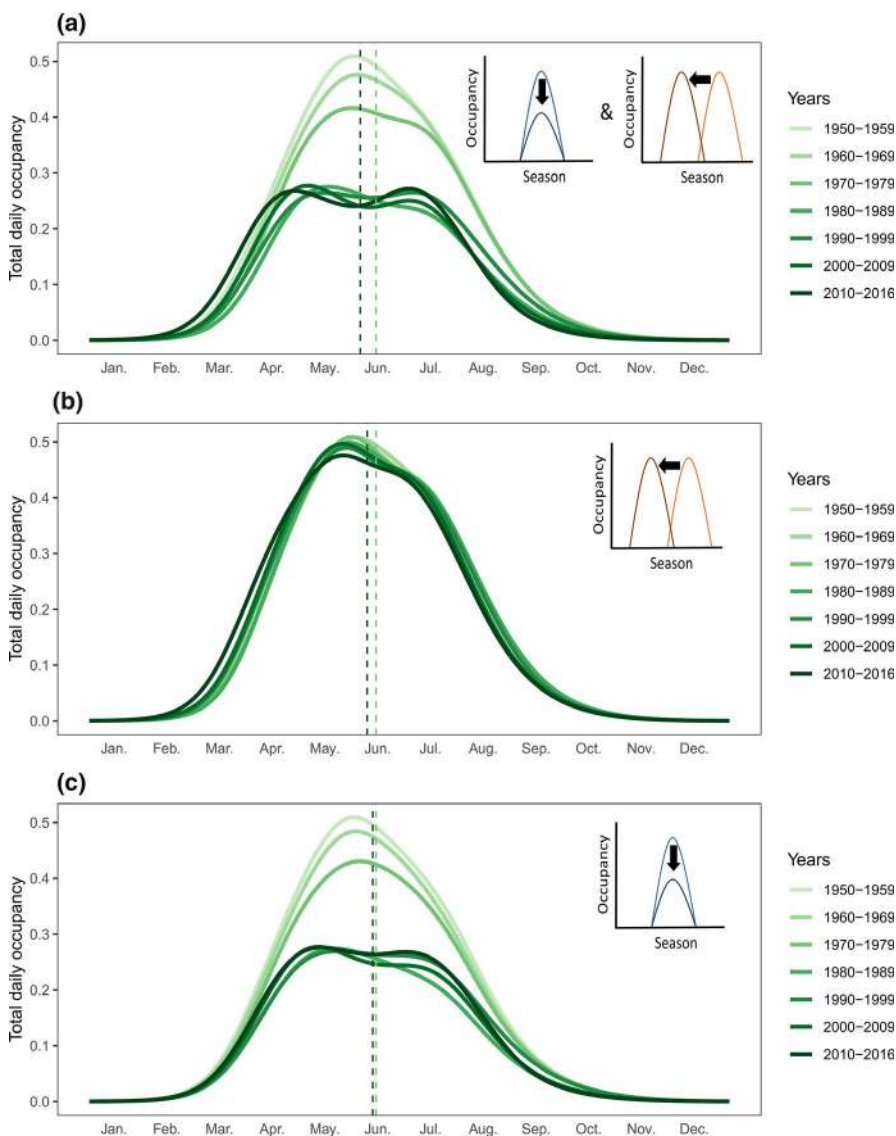 (a)
Total daily occupancy
0.5
0.4
0.3
0.2
0.1
0.0
Occupancy
Season
&
Occupancy
Season
Years
1950−1959
1960−1969
1970−1979
1980−1989
1990−1999
2000−2009
2010−2016
Jan. Feb. Mar. Apr. May. Jun. Jul. Aug. Sep. Oct. Nov. Dec.
(b)
Total daily occupancy
0.5
0.4
0.3
0.2
0.1
0.0
Occupancy
Season
Years
1950−1959
1960−1969
1970−1979
1980−1989
1990−1999
2000−2009
2010−2016
Jan. Feb. Mar. Apr. May. Jun. Jul. Aug. Sep. Oct. Nov. Dec.
(c)
Total daily occupancy
0.5
0.4
0.3
0.2
0.1
0.0
Occupancy
Season
Years
1950−1959
1960−1969
1970−1979
1980−1989
1990−1999
2000−2009
2010−2016
Jan. Feb. Mar. Apr. May. Jun. Jul. Aug. Sep. Oct. Nov. Dec.